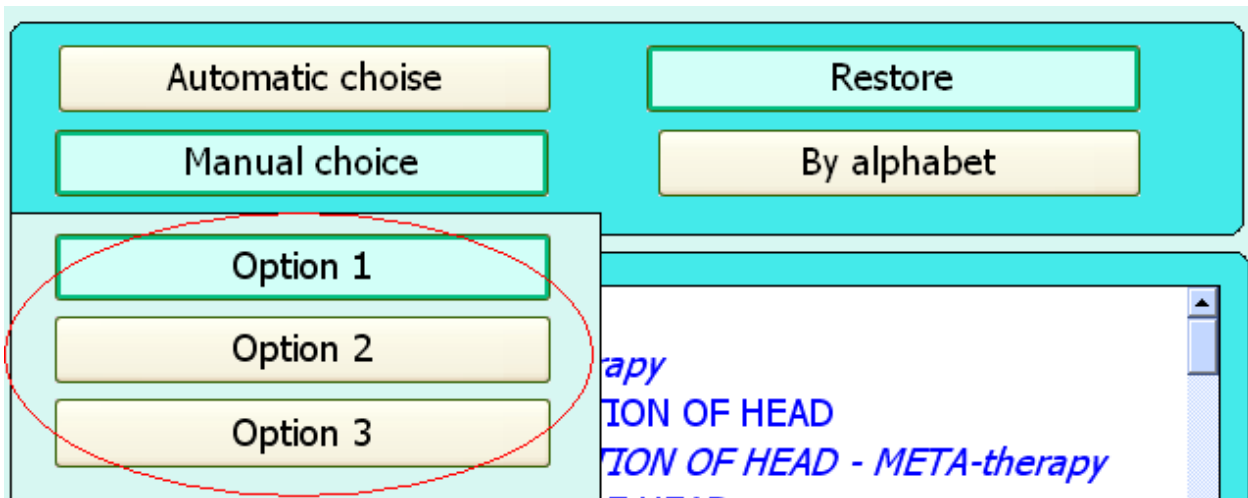 Automatic choise
Restore
Manual choice
By alphabet
Option 1
Option 2
Option 3
rapy
TION OF HEAD
TION OF HEAD - META-therapy